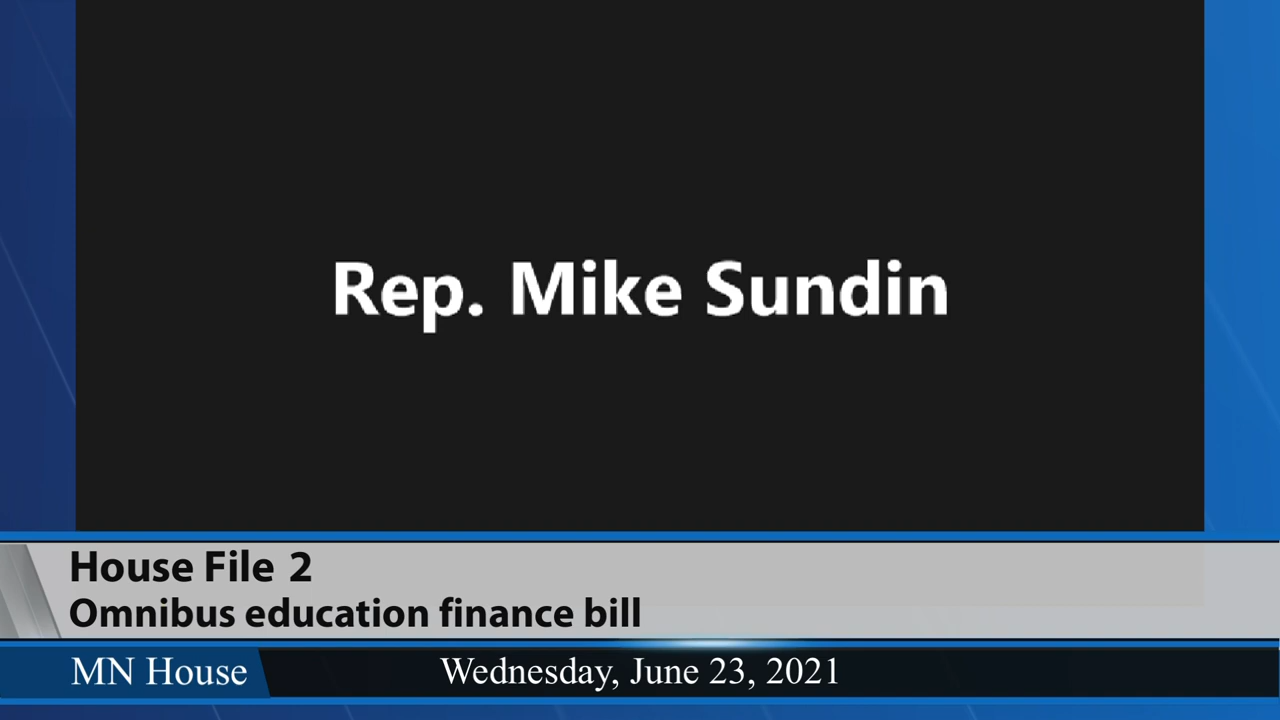 Rep. Mike Sundin
House File 2
Omnibus education finance bill
MN House
Wednesday, June 23, 2021